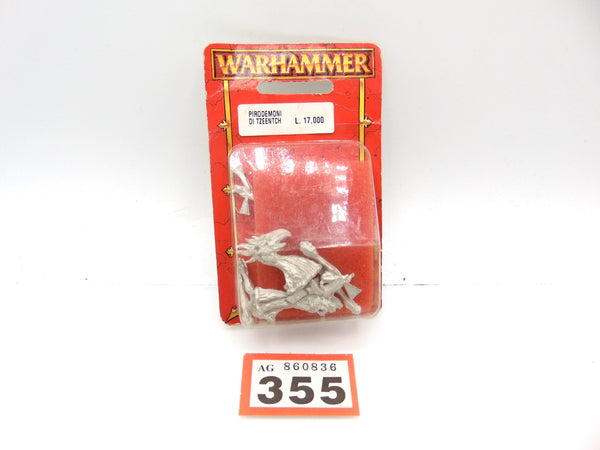 WARHAMMER
PIRODEMONI
DI TZEENTCH L. 17,000
AG 860836
355